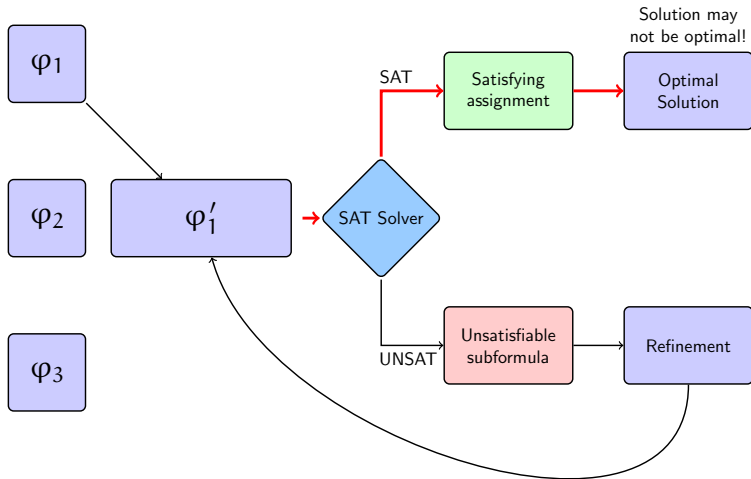 Solution may
not be optimal!
φ1
SAT
Satisfying
assignment
Optimal
Solution
φ2
φ′1
SAT Solver
φ3
UNSAT
Unsatisfiable
subformula
Refinement